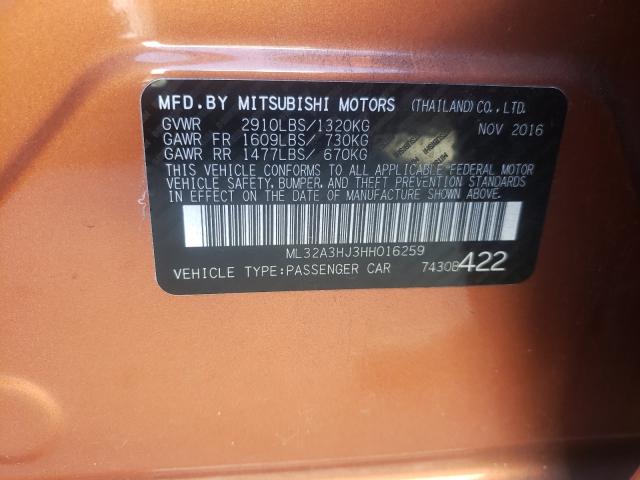 MFD.BY MITSUBISHI MOTORS (THAILAND)CO.,LTD.
GVWR 2910LBS/1320KG NOV 2016
GAWR FR 1609LBS/ 730KG
GAWR RR 1477LBS/ 670KG
THIS VEHICLE CONFORMS TO ALL APPLICABLE FEDERAL MOTOR
VEHICLE SAFETY, BUMPER, AND THEFT PREVENTION STANDARDS
IN EFFECT ON THE DATE OF MANUFACTURE SHOWN ABOVE.
ML32A3HJ3HH016259
VEHICLE TYPE:PASSENGER CAR 7430B422